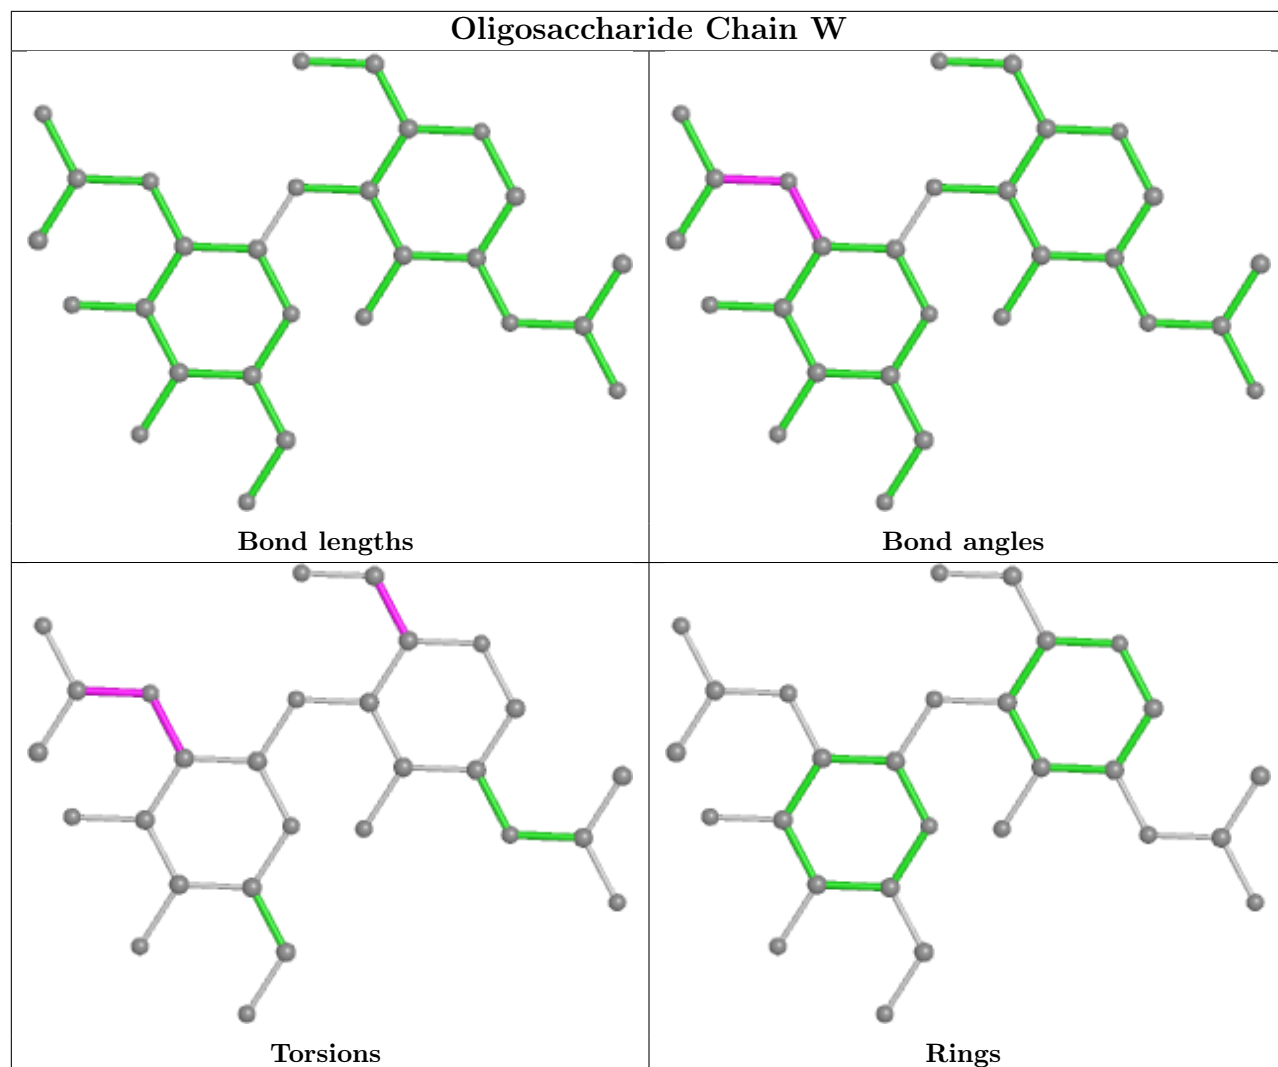 Oligosaccharide Chain W
Bond lengths
Bond angles
Torsions
Rings